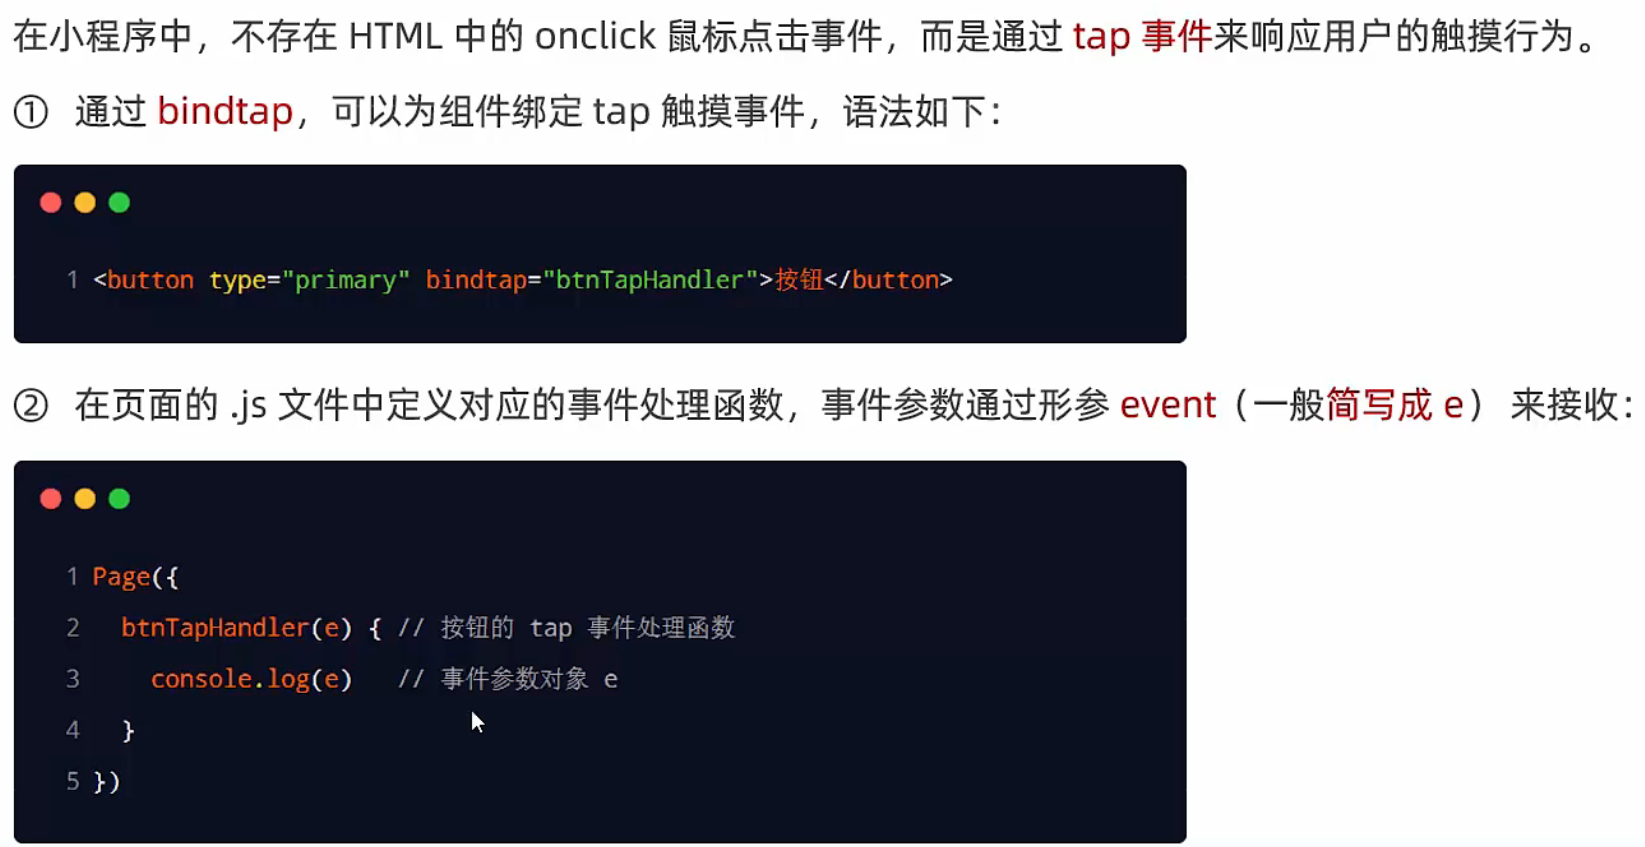 在小程序中，不存在 HTML 中的 onclick 鼠标点击事件，而是通过 tap 事件来响应用户的触摸行为。
① 通过 bindtap，可以为组件绑定 tap 触摸事件，语法如下：
1 <button type="primary" bindtap="btnTapHandler">按钮</button>
② 在页面的 .js 文件中定义对应的事件处理函数，事件参数通过形参 event（一般简写成 e） 来接收：
1 Page({
2   btnTapHandler(e) { // 按钮的 tap 事件处理函数
3     console.log(e)   // 事件参数对象 e
4   }
5 })